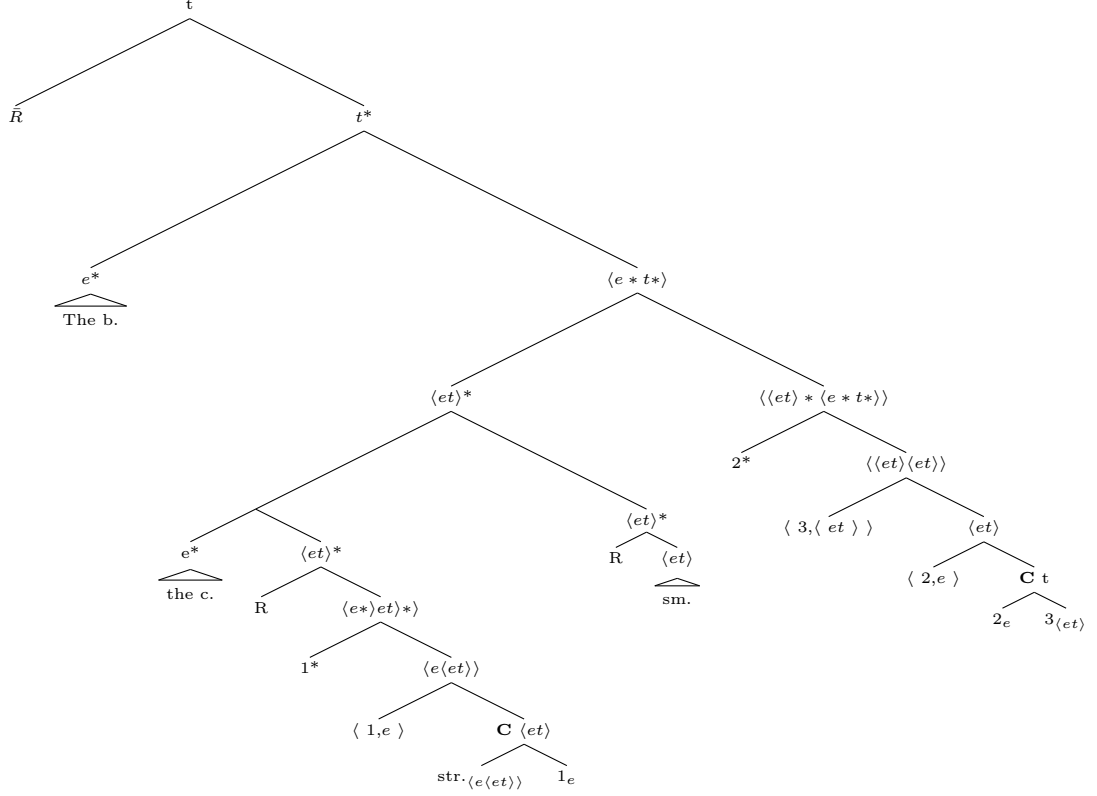 t
R̄̄ t*
e* ⟨e * t*⟩
The b.
⟨et⟩* ⟨⟨et⟩ * ⟨e * t*⟩⟩
2* ⟨⟨et⟩⟨et⟩⟩
⟨et⟩* ⟨ 3,⟨ et ⟩ ⟩ ⟨et⟩
e* ⟨et⟩* R ⟨et⟩
the c. sm. ⟨ 2,e ⟩ C t
R ⟨e*⟩et⟩*⟩ 2e 3⟨et⟩
1* ⟨e⟨et⟩⟩
⟨ 1,e ⟩ C ⟨et⟩
str.⟨e⟨et⟩⟩ 1e